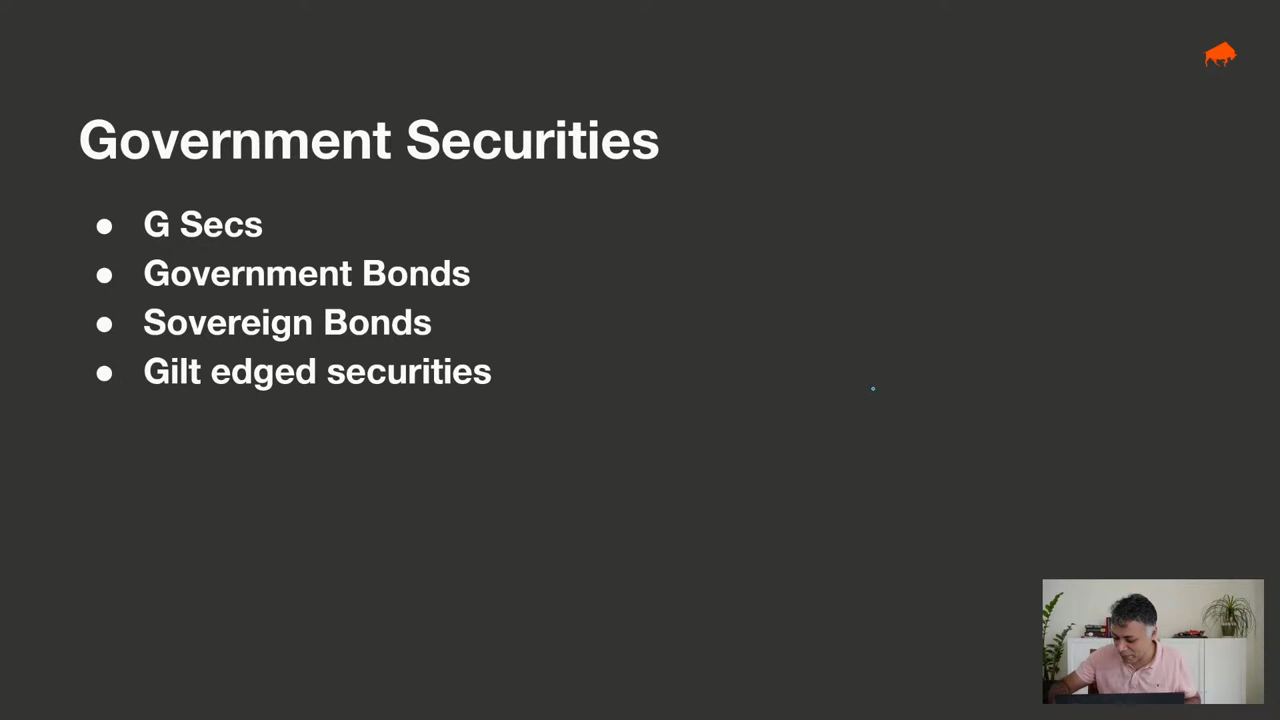 Government Securities
● G Secs
● Government Bonds
● Sovereign Bonds
● Gilt edged securities